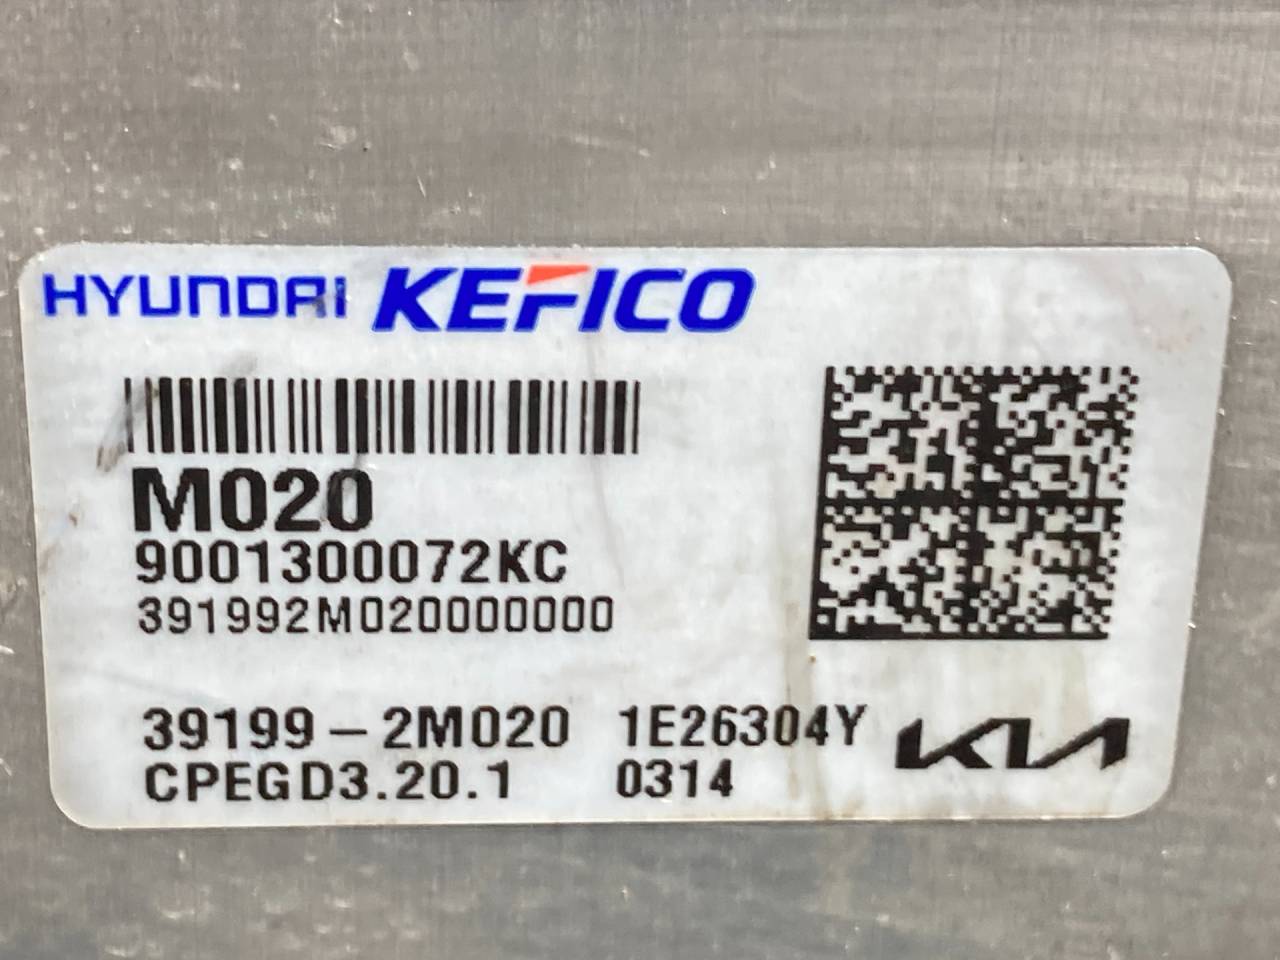 HYUNDAI KEFICO
M020
9001300072KC
391992M020000000
39199-2M020 1E26304Y
CPEGD3.20.1 0314
KIA